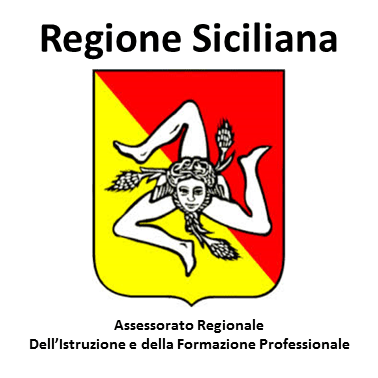 Regione Siciliana
Assessorato Regionale
Dell'Istruzione e della Formazione Professionale